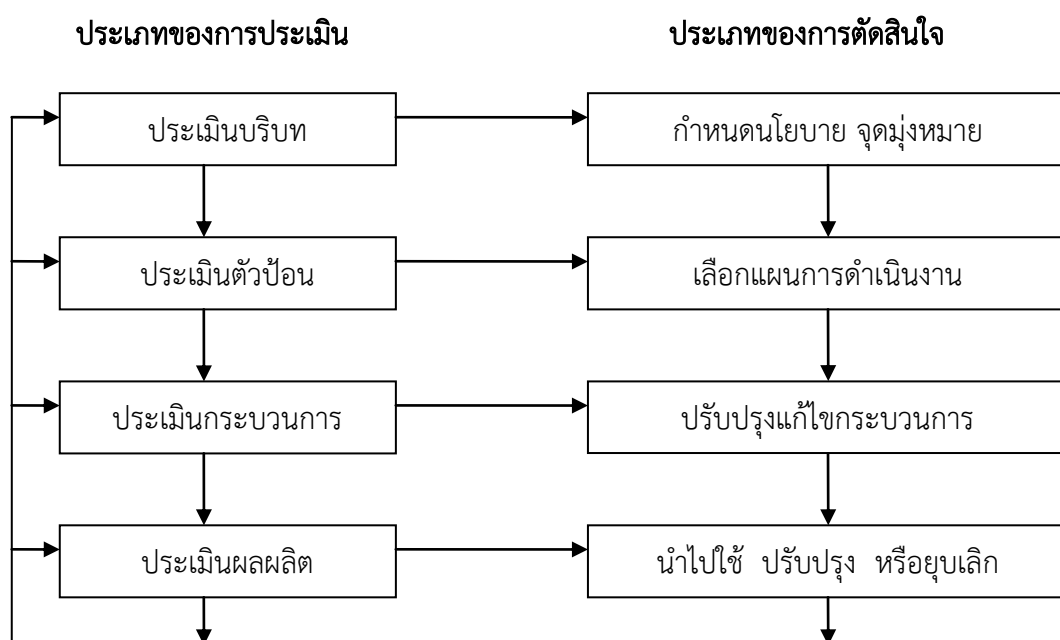 ประเภทของการประเมิน ประเภทของการตัดสินใจ
ประเมินบริบท กำหนดนโยบาย จุดมุ่งหมาย
ประเมินตัวป้อน เลือกแผนการดำเนินงาน
ประเมินกระบวนการ ปรับปรุงแก้ไขกระบวนการ
ประเมินผลผลิต นำไปใช้ ปรับปรุง หรือยุบเลิก